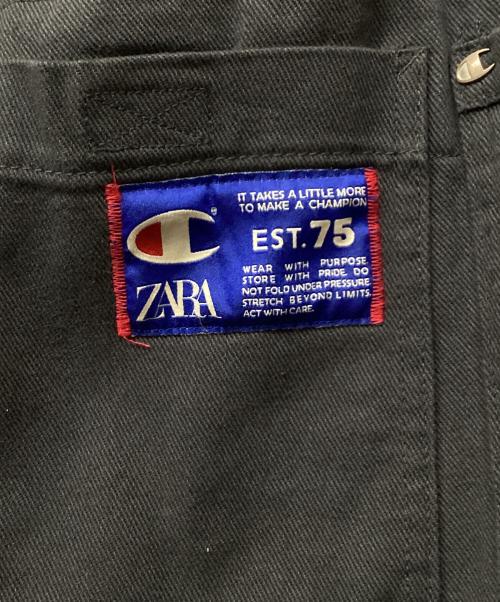 IT TAKES A LITTLE MORE
TO MAKE A CHAMPION
EST. 75
WEAR WITH PURPOSE.
STORE WITH PRIDE. DO
NOT FOLD UNDER PRESSURE
STRETCH BEYOND LIMITS.
ACT WITH CARE.
ZARA